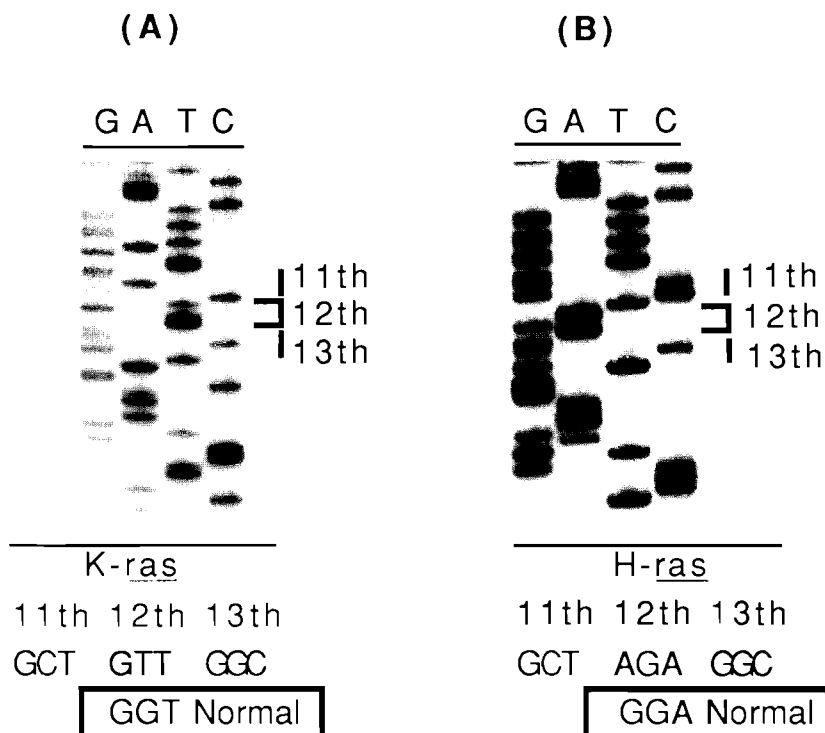 (A)
G A T C
11th
12th
13th
K-ras
11th 12th 13th
GCT GTT GGC
GGT Normal
(B)
G A T C
11th
12th
13th
H-ras
11th 12th 13th
GCT AGA GGC
GGA Normal